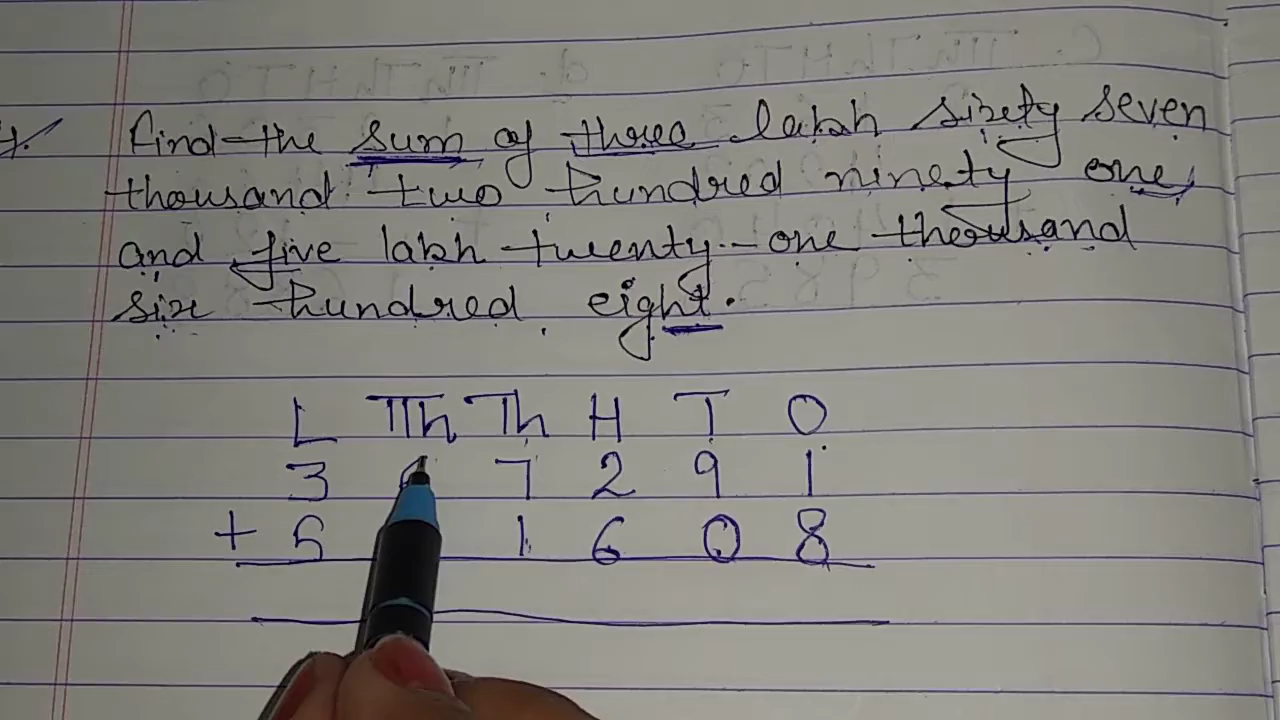 Find the sum of three lakh sixty seven
thousand two hundred ninety one,
and five lakh twenty-one thousand
six hundred eight.
L TTh Th H T O
3 6 7 2 9 1
+ 5 1 6 0 8